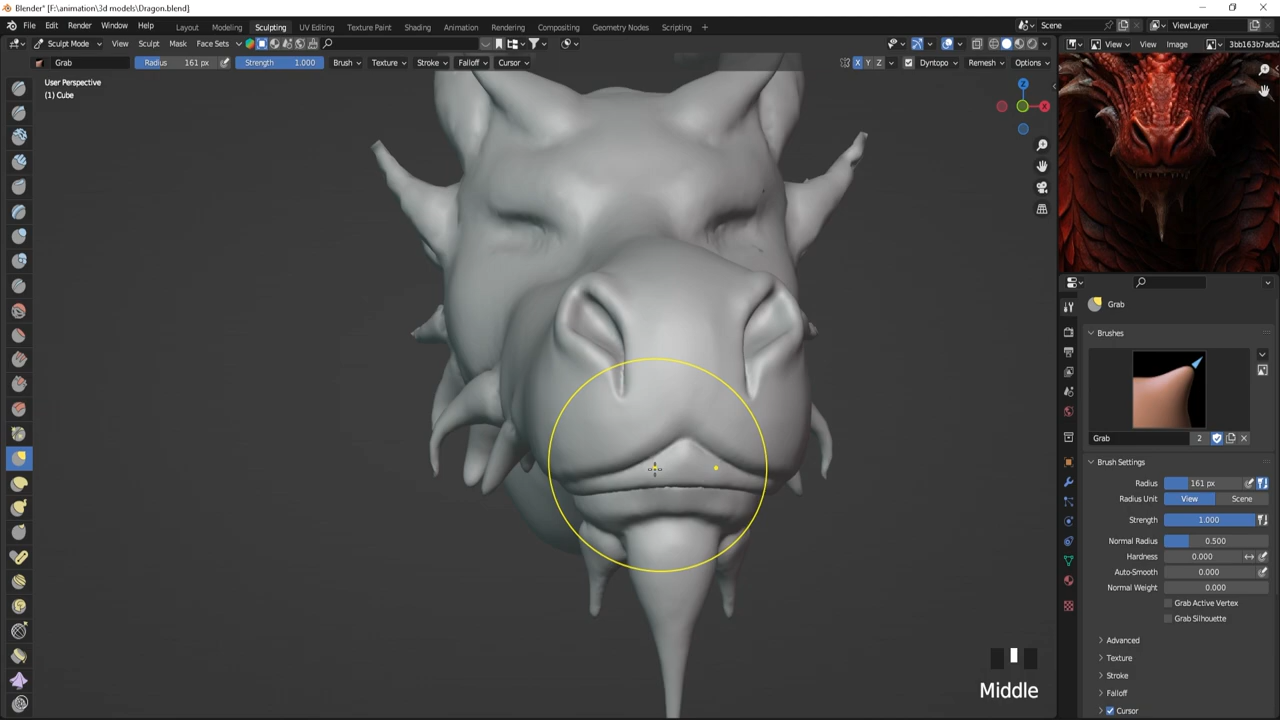 Blender* [F:\animation\3d models\Dragon.blend]
File Edit Render Window Help Layout Modeling Sculpting UV Editing Texture Paint Shading Animation Rendering Compositing Geometry Nodes Scripting + Scene ViewLayer
Sculpt Mode View Sculpt Mask Face Sets View View Image 3bb163b7adb2
Grab Radius 161 px Strength 1.000 Brush Texture Stroke Falloff Cursor X Y Z Dyntopo Remesh Options
User Perspective
(1) Cube
Z
X
Grab
Brushes
Grab 2
Brush Settings
Radius 161 px
Radius Unit View Scene
Strength 1.000
Normal Radius 0.500
Hardness 0.000
Auto-Smooth 0.000
Normal Weight 0.000
Grab Active Vertex
Grab Silhouette
Advanced
Texture
Stroke
Falloff
Cursor
Middle